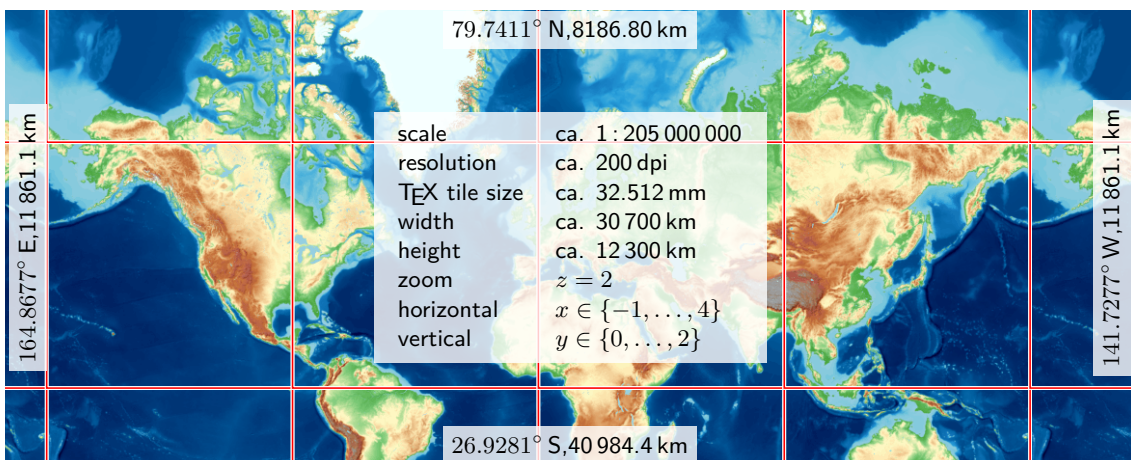 79.7411° N,8186.80 km
164.8677° E,11 861.1 km
scale ca. 1 : 205 000 000
resolution ca. 200 dpi
TEX tile size ca. 32.512 mm
width ca. 30 700 km
height ca. 12 300 km
zoom z = 2
horizontal x ∈ {−1, . . . , 4}
vertical y ∈ {0, . . . , 2}
141.7277° W,11 861.1 km
26.9281° S,40 984.4 km